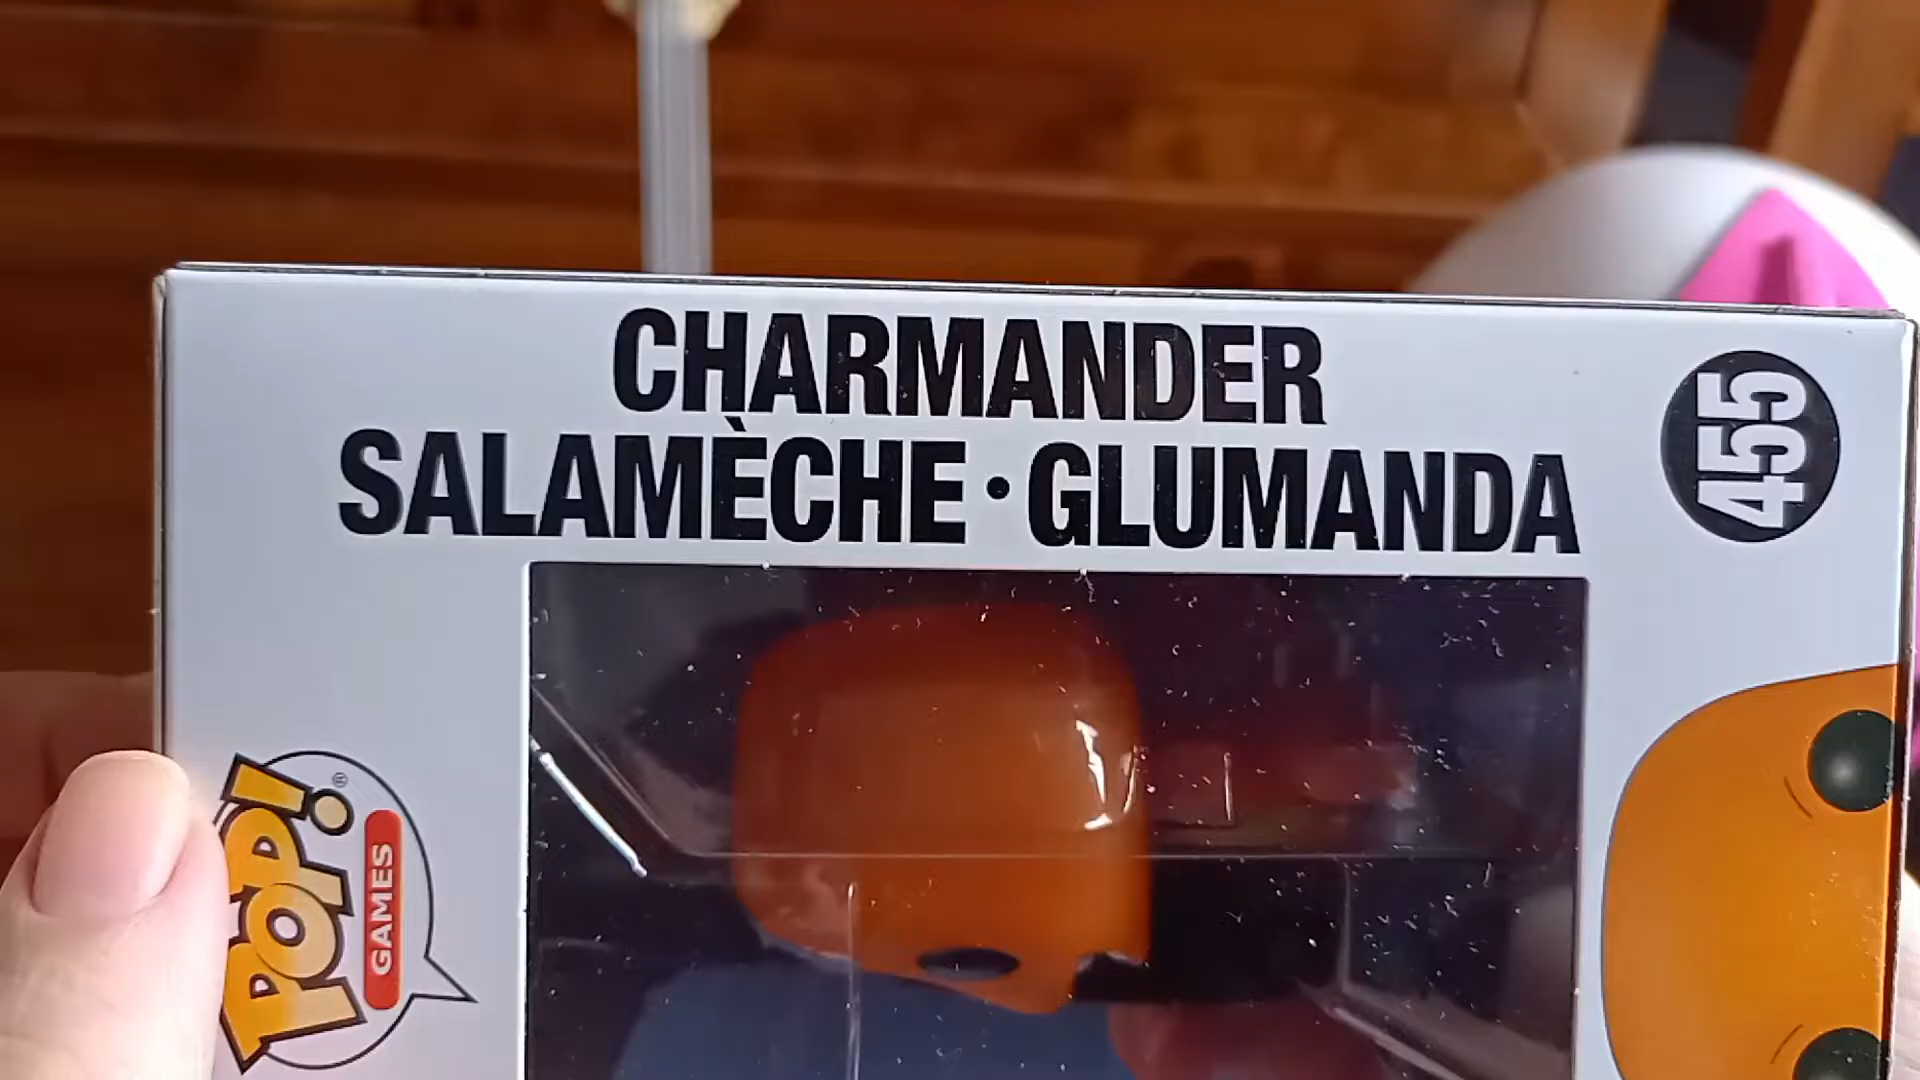 CHARMANDER
SALAMÈCHE • GLUMANDA
455
POP!®
GAMES